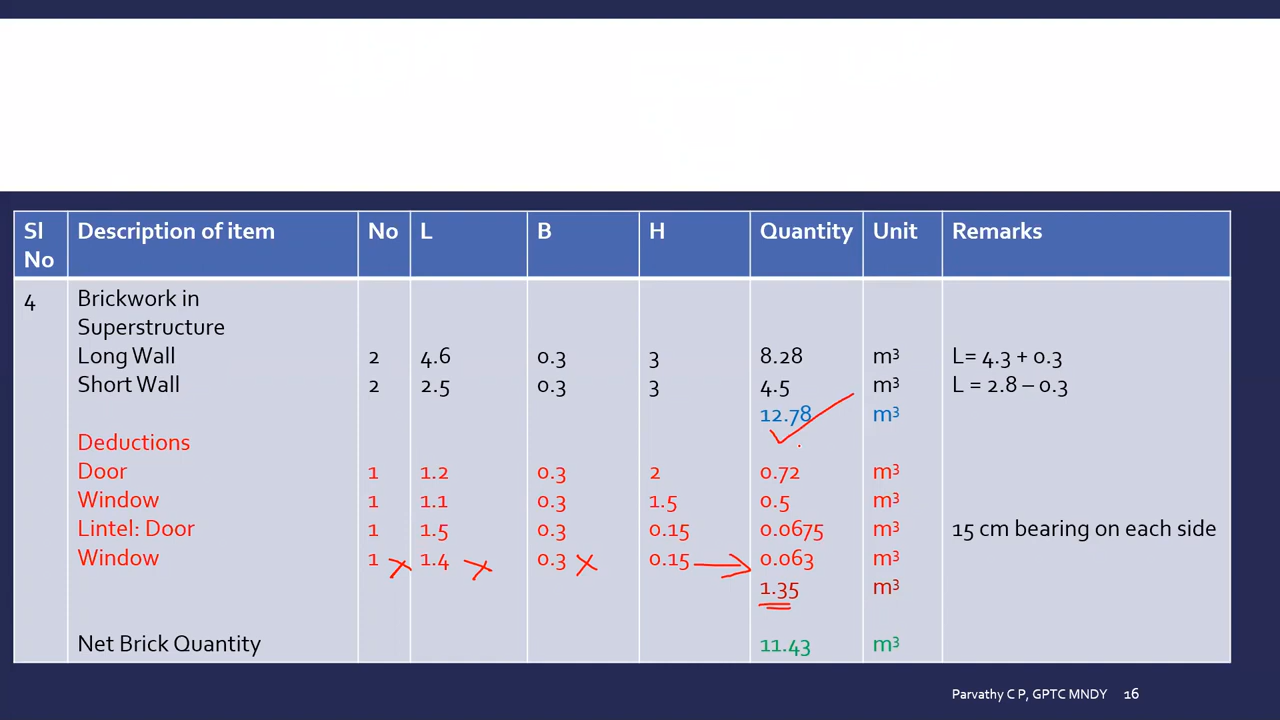 Sl No Description of item No L B H Quantity Unit Remarks
4 Brickwork in
Superstructure
Long Wall 2 4.6 0.3 3 8.28 m³ L= 4.3 + 0.3
Short Wall 2 2.5 0.3 3 4.5 m³ L = 2.8 – 0.3
12.78 m³
Deductions
Door 1 1.2 0.3 2 0.72 m³
Window 1 1.1 0.3 1.5 0.5 m³
Lintel: Door 1 1.5 0.3 0.15 0.0675 m³ 15 cm bearing on each side
Window 1 1.4 0.3 0.15 0.063 m³
1.35 m³
Net Brick Quantity 11.43 m³
Parvathy C P, GPTC MNDY 16